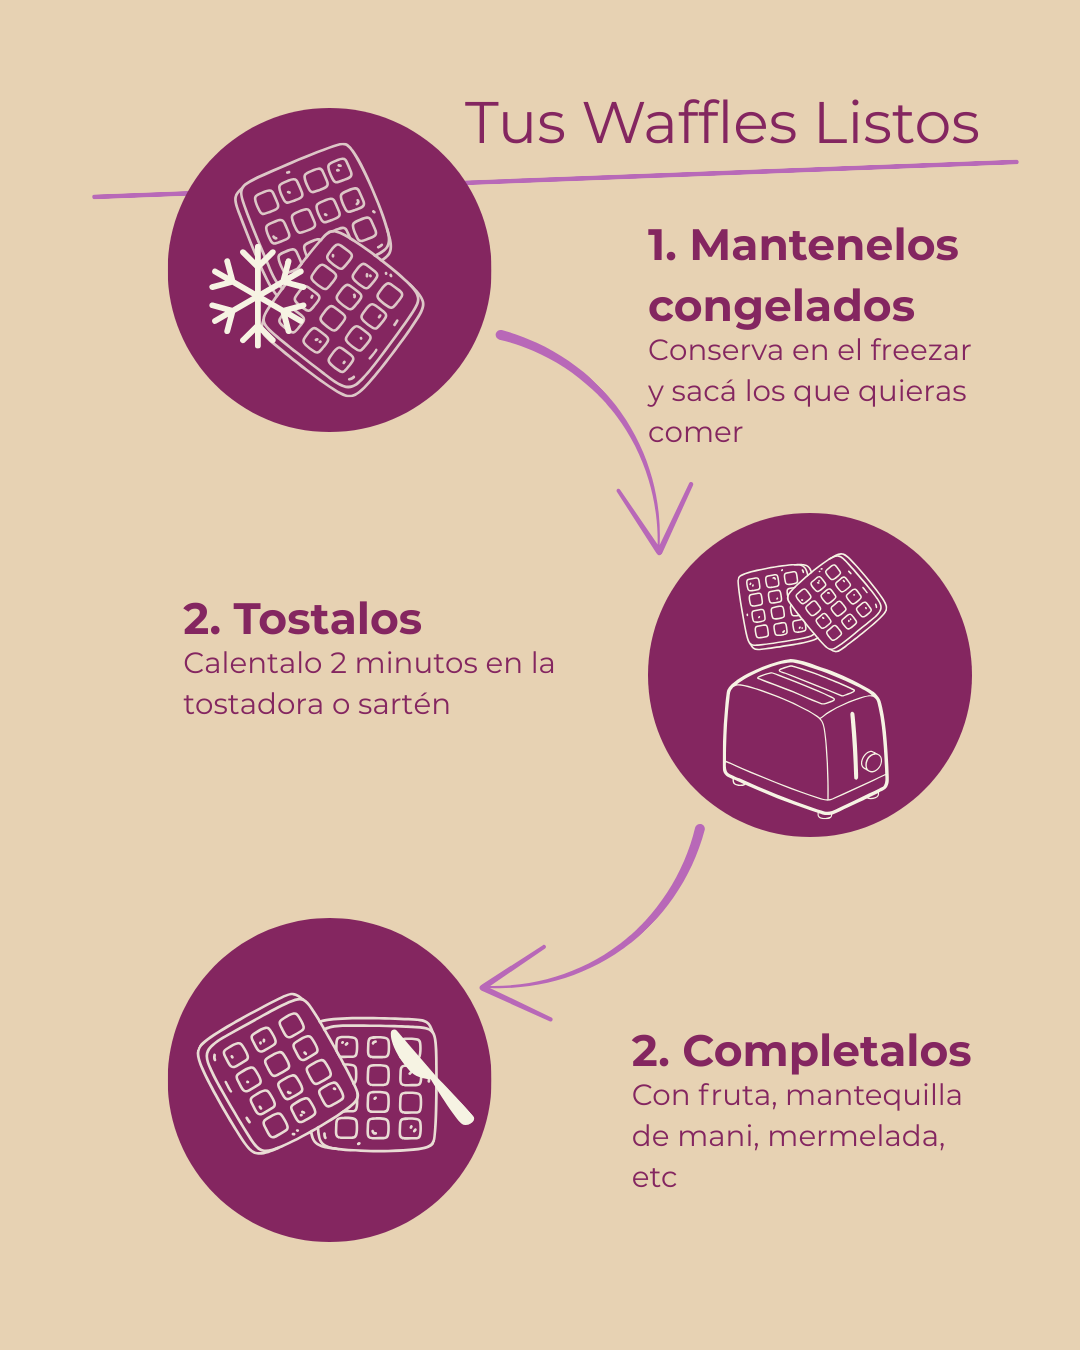 Tus Waffles Listos
1. Mantenelos
congelados
Conserva en el freezar
y sacá los que quieras
comer
2. Tostalos
Calentalo 2 minutos en la
tostadora o sartén
2. Completalos
Con fruta, mantequilla
de mani, mermelada,
etc